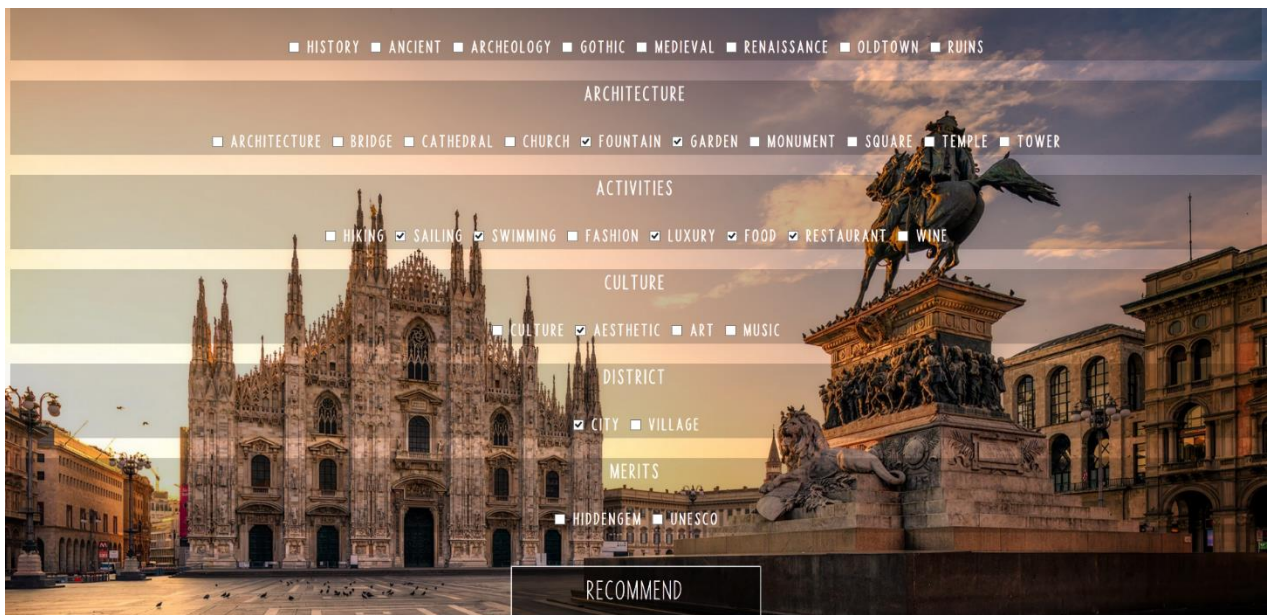 HISTORY ANCIENT ARCHEOLOGY GOTHIC MEDIEVAL RENAISSANCE OLDTOWN RUINS
ARCHITECTURE
ARCHITECTURE BRIDGE CATHEDRAL CHURCH FOUNTAIN GARDEN MONUMENT SQUARE TEMPLE TOWER
ACTIVITIES
HIKING SAILING SWIMMING FASHION LUXURY FOOD RESTAURANT WINE
CULTURE
CULTURE AESTHETIC ART MUSIC
DISTRICT
CITY VILLAGE
MERITS
HIDDENGEM UNESCO
RECOMMEND